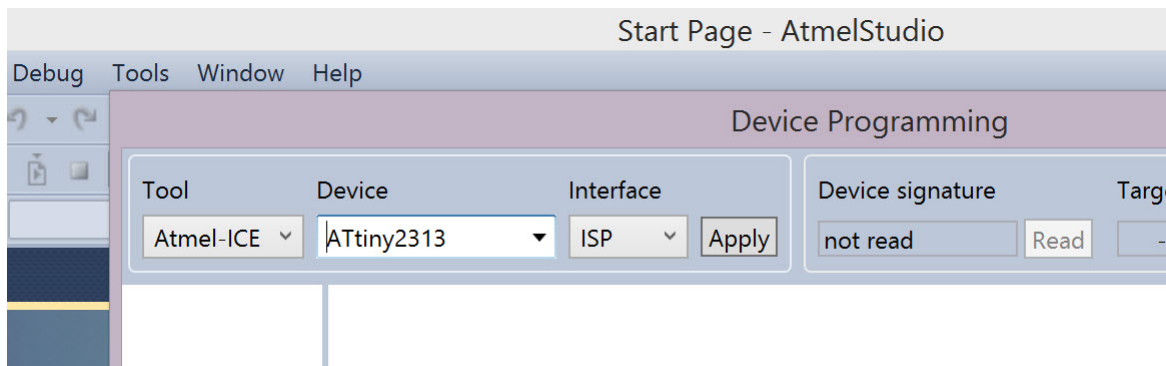 Start Page - AtmelStudio
Debug Tools Window Help
Device Programming
Tool Device Interface Device signature
Atmel-ICE ATtiny2313 ISP Apply not read Read -